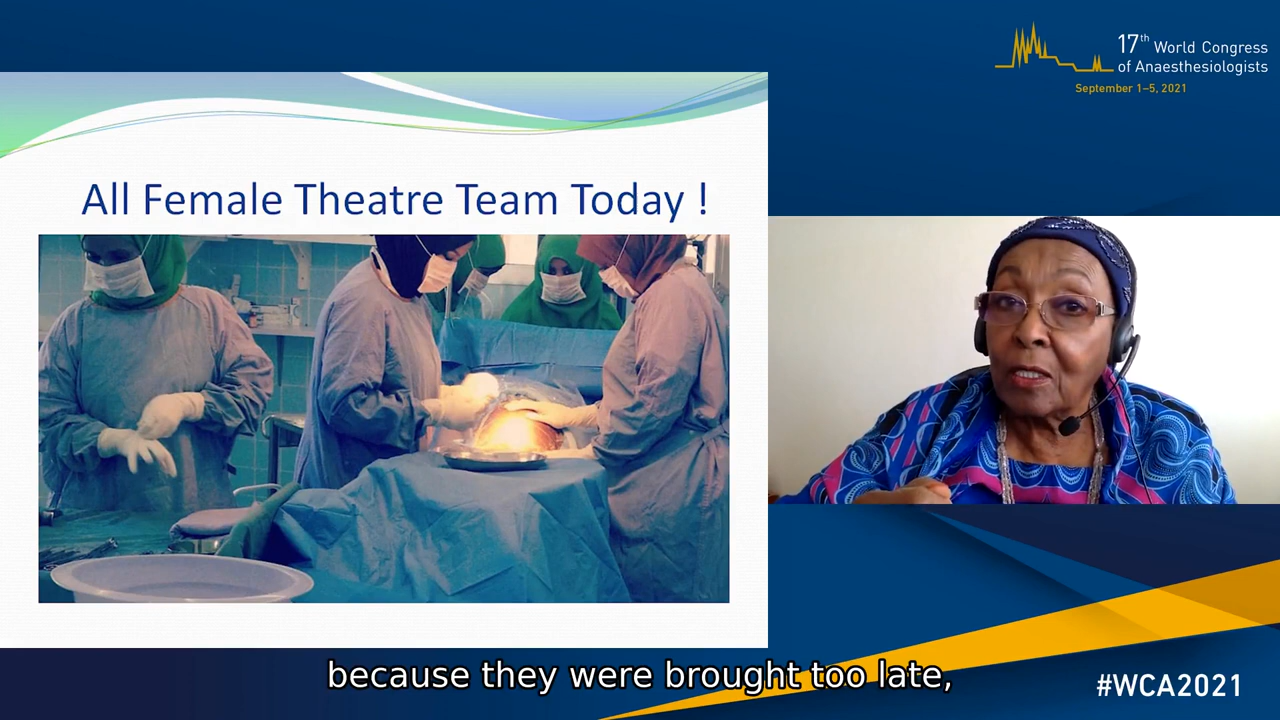 17th World Congress
of Anaesthesiologists
September 1–5, 2021
All Female Theatre Team Today !
because they were brought too late,
#WCA2021